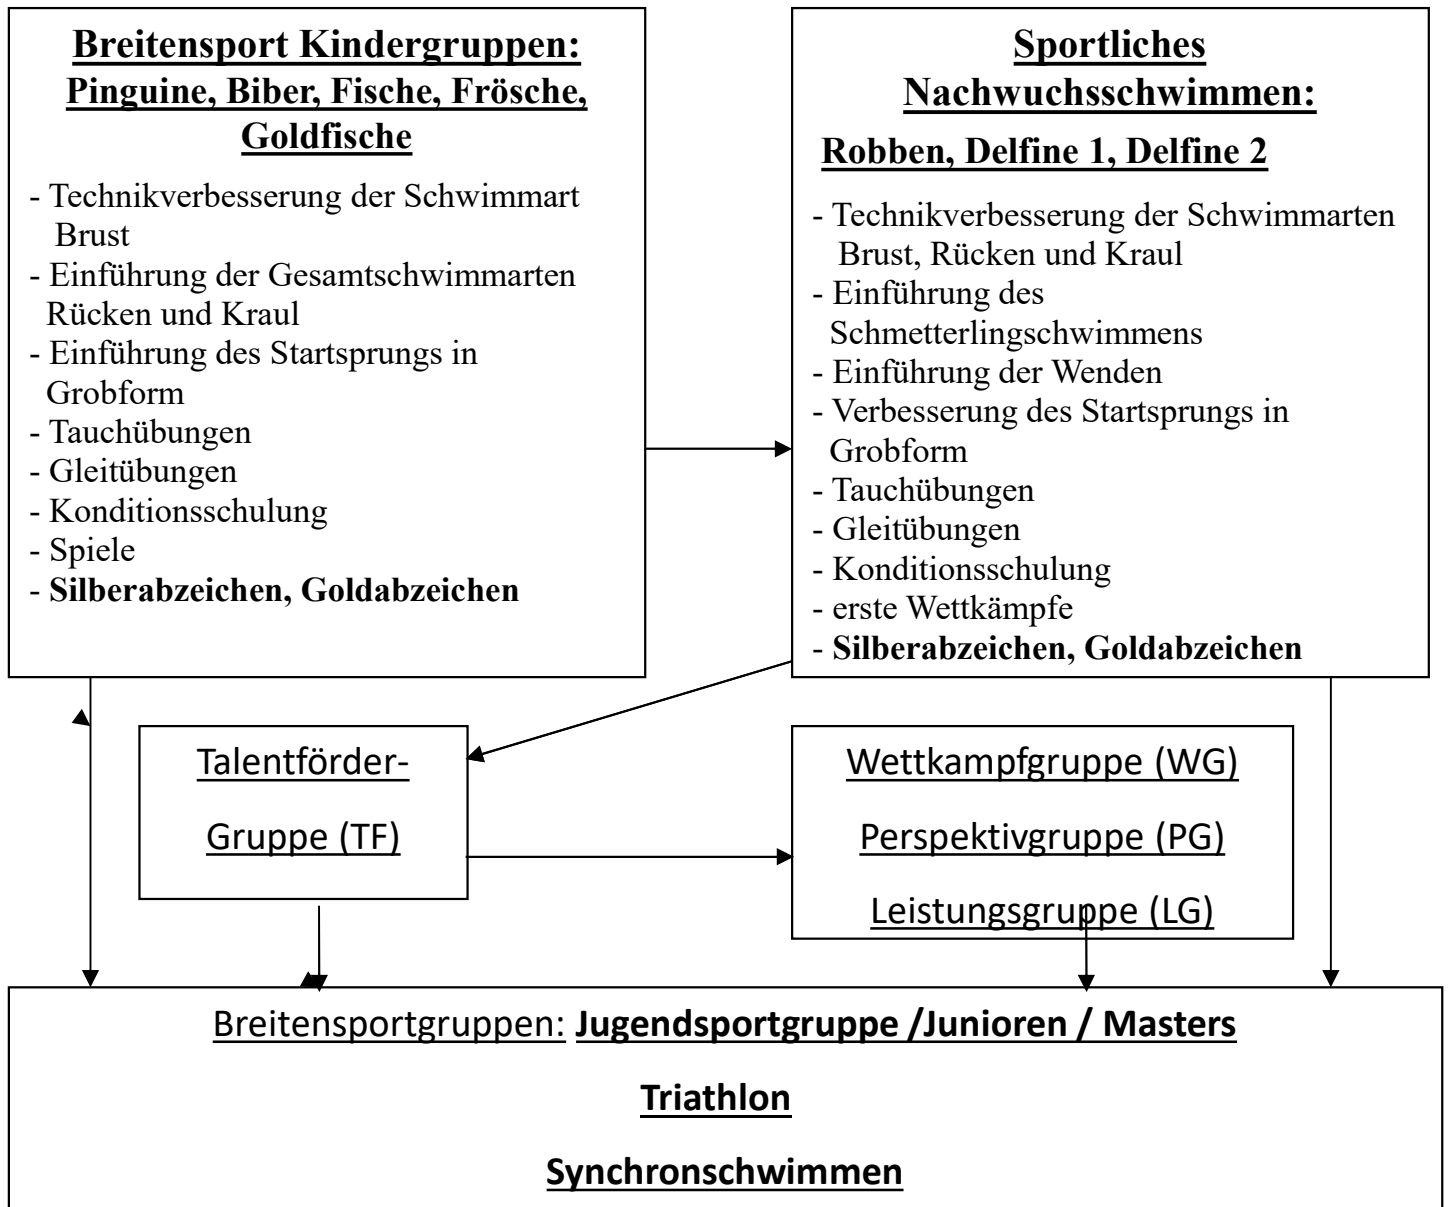 Breitensport Kindergruppen:
Pinguine, Biber, Fische, Frösche,
Goldfische
- Technikverbesserung der Schwimmart
Brust
- Einführung der Gesamtschwimmarten
Rücken und Kraul
- Einführung des Startsprungs in
Grobform
- Tauchübungen
- Gleitübungen
- Konditionsschulung
- Spiele
- Silberabzeichen, Goldabzeichen
Sportliches
Nachwuchsschwimmen:
Robben, Delfine 1, Delfine 2
- Technikverbesserung der Schwimmarten
Brust, Rücken und Kraul
- Einführung des
Schmetterlingschwimmens
- Einführung der Wenden
- Verbesserung des Startsprungs in
Grobform
- Tauchübungen
- Gleitübungen
- Konditionsschulung
- erste Wettkämpfe
- Silberabzeichen, Goldabzeichen
Talentförder-
Gruppe (TF)
Wettkampfgruppe (WG)
Perspektivgruppe (PG)
Leistungsgruppe (LG)
Breitensportgruppen: Jugendsportgruppe /Junioren / Masters
Triathlon
Synchronschwimmen